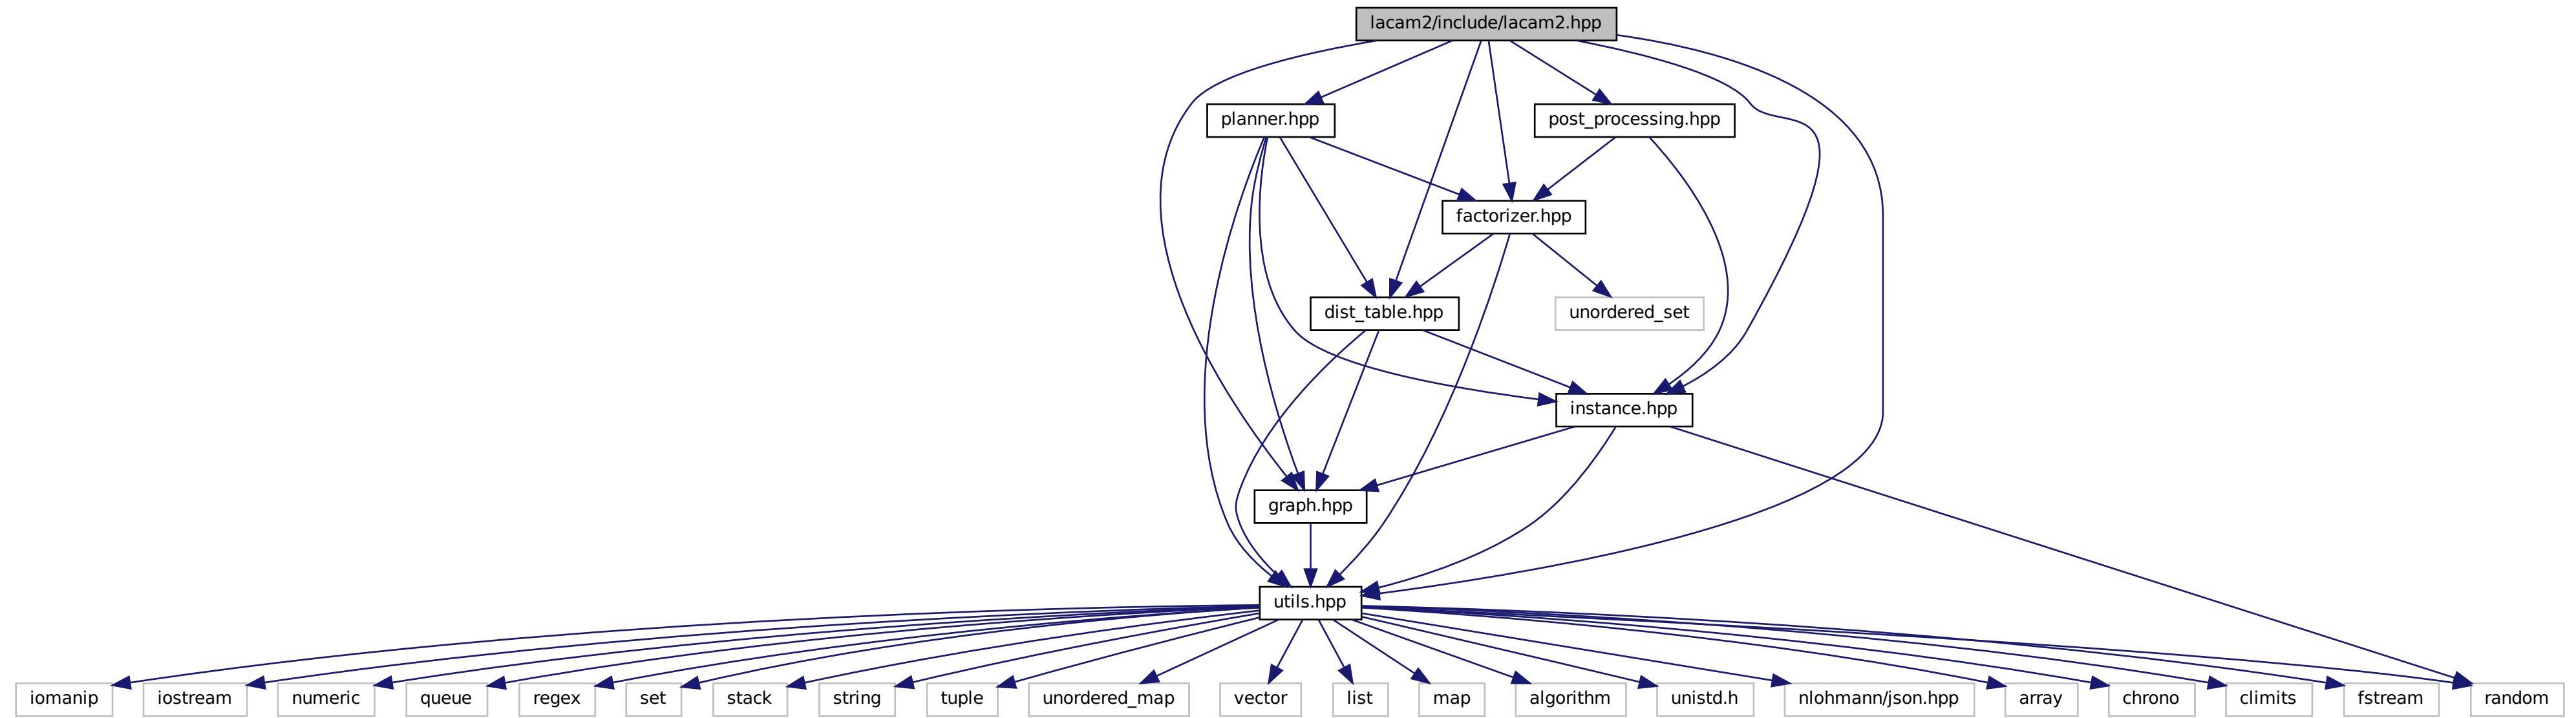 lacam2/include/lacam2.hpp
planner.hpp
post_processing.hpp
factorizer.hpp
dist_table.hpp
unordered_set
instance.hpp
graph.hpp
utils.hpp
iomanip
iostream
numeric
queue
regex
set
stack
string
tuple
unordered_map
vector
list
map
algorithm
unistd.h
nlohmann/json.hpp
array
chrono
climits
fstream
random